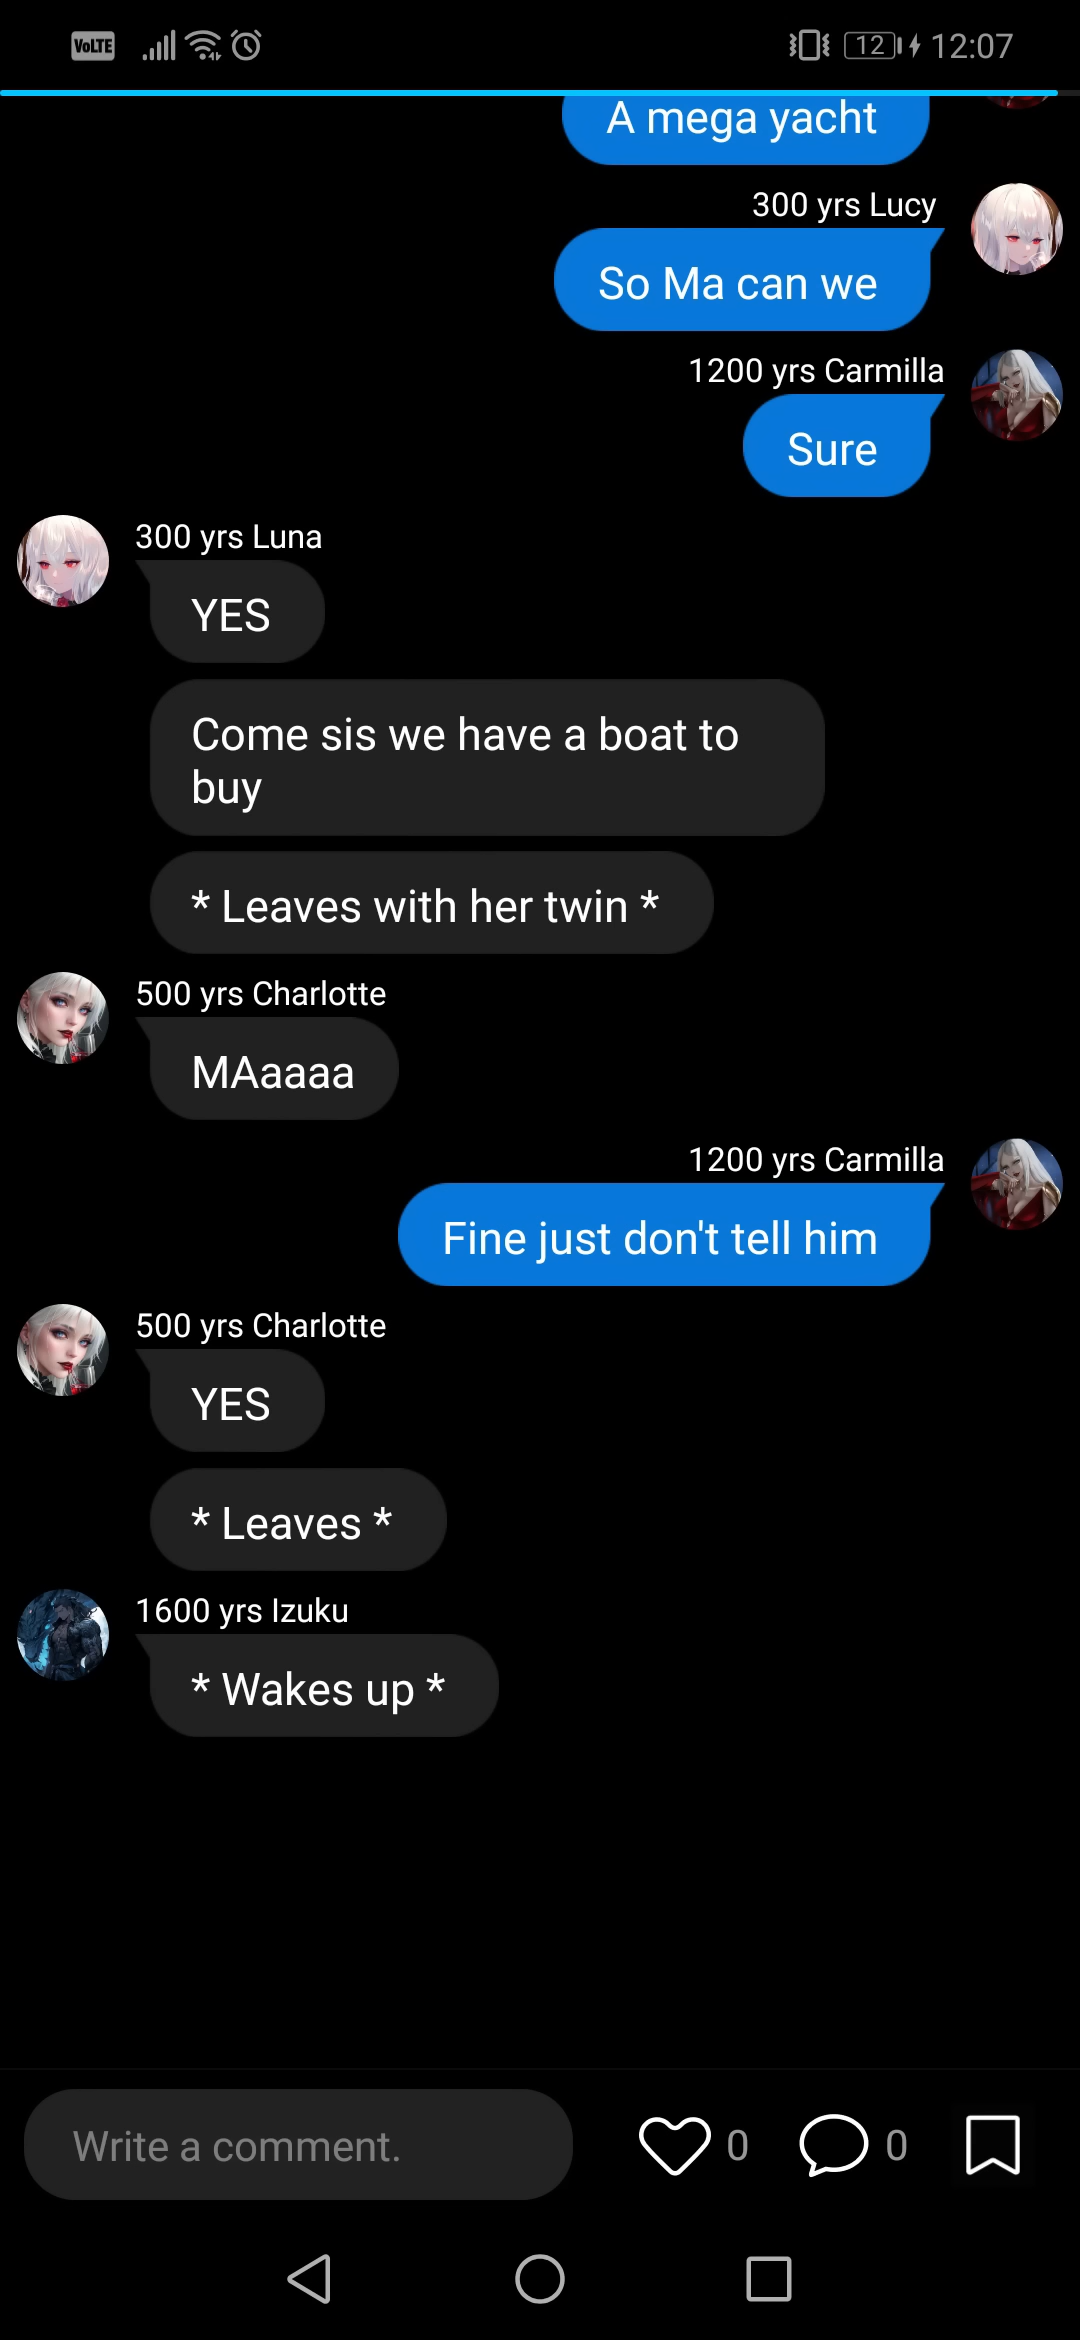 VoLTE
12
12:07
A mega yacht
300 yrs Lucy
So Ma can we
1200 yrs Carmilla
Sure
300 yrs Luna
YES
Come sis we have a boat to
buy
* Leaves with her twin *
500 yrs Charlotte
MAaaaa
1200 yrs Carmilla
Fine just don't tell him
500 yrs Charlotte
YES
* Leaves *
1600 yrs Izuku
* Wakes up *
Write a comment.
0
0